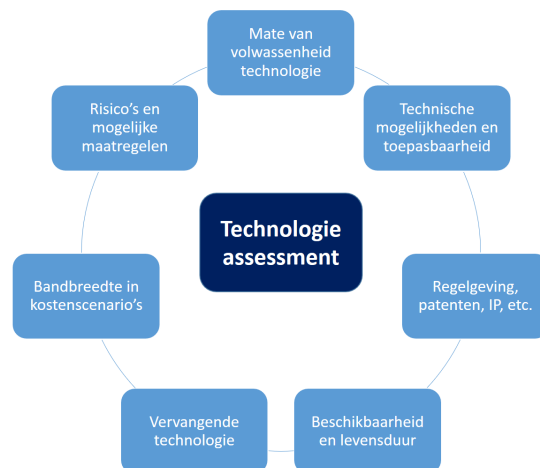 Mate van
volwassenheid
technologie
Technische
mogelijkheden en
toepasbaarheid
Regelgeving,
patenten, IP, etc.
Beschikbaarheid
en levensduur
Vervangende
technologie
Bandbreedte in
kostenscenario's
Risico's en
mogelijke
maatregelen
Technologie
assessment